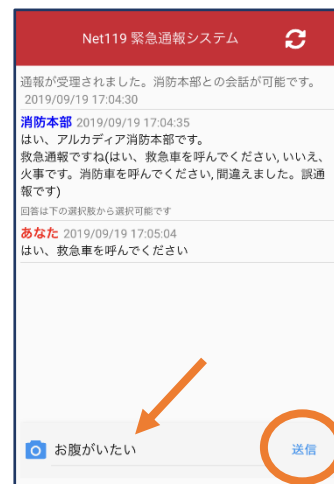 Net119 緊急通報システム
通報が受理されました。消防本部との会話が可能です。
2019/09/19 17:04:30
消防本部 2019/09/19 17:04:35
はい、アルカディア消防本部です。
救急通報ですね(はい、救急車を呼んでください, いいえ、
火事です。消防車を呼んでください, 間違えました。誤通
報です)
回答は下の選択肢から選択可能です
あなた 2019/09/19 17:05:04
はい、救急車を呼んでください
お腹がいたい
送信